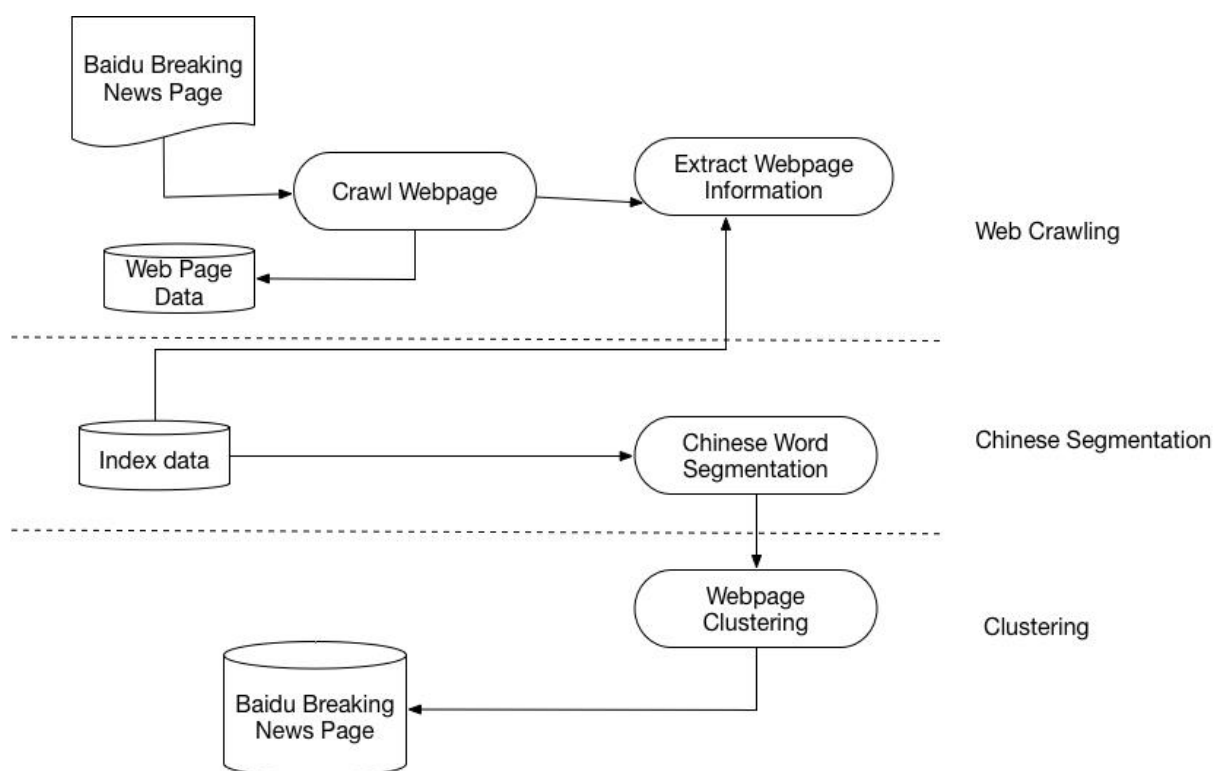 Baidu Breaking
News Page
Crawl Webpage
Extract Webpage
Information
Web Page
Data
Web Crawling
Index data
Chinese Word
Segmentation
Chinese Segmentation
Webpage
Clustering
Clustering
Baidu Breaking
News Page